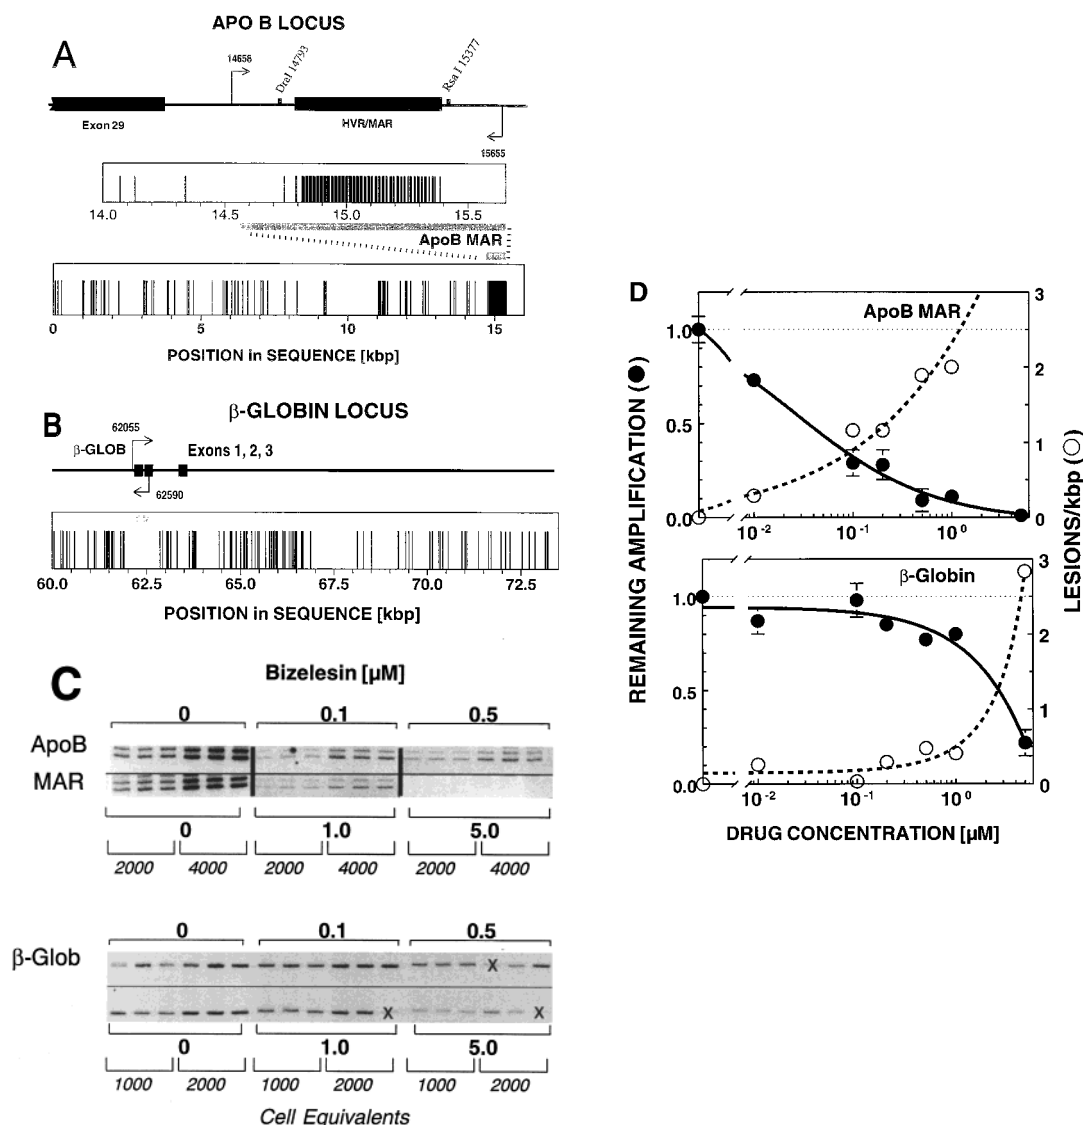 APO B LOCUS
A
14656
DraI 14793
Rsa I 15377
Exon 29
HVR/MAR
15655
14.0 14.5 15.0 15.5
ApoB MAR
0 5 10 15
POSITION in SEQUENCE [kbp]
B
β-GLOBIN LOCUS
62055
β-GLOB
Exons 1, 2, 3
62590
60.0 62.5 65.0 67.5 70.0 72.5
POSITION in SEQUENCE [kbp]
C
Bizelesin [µM]
0 0.1 0.5
ApoB
MAR
0 1.0 5.0
2000 4000 2000 4000 2000 4000
0 0.1 0.5
β-Glob
X
X X
0 1.0 5.0
1000 2000 1000 2000 1000 2000
Cell Equivalents
D
ApoB MAR
1.0
0.5
0.0
3
2
1
0
10⁻² 10⁻¹ 10⁰
β-Globin
1.0
0.5
0.0
3
2
1
0
10⁻² 10⁻¹ 10⁰
REMAINING AMPLIFICATION (●)
LESIONS/kbp (○)
DRUG CONCENTRATION [µM]